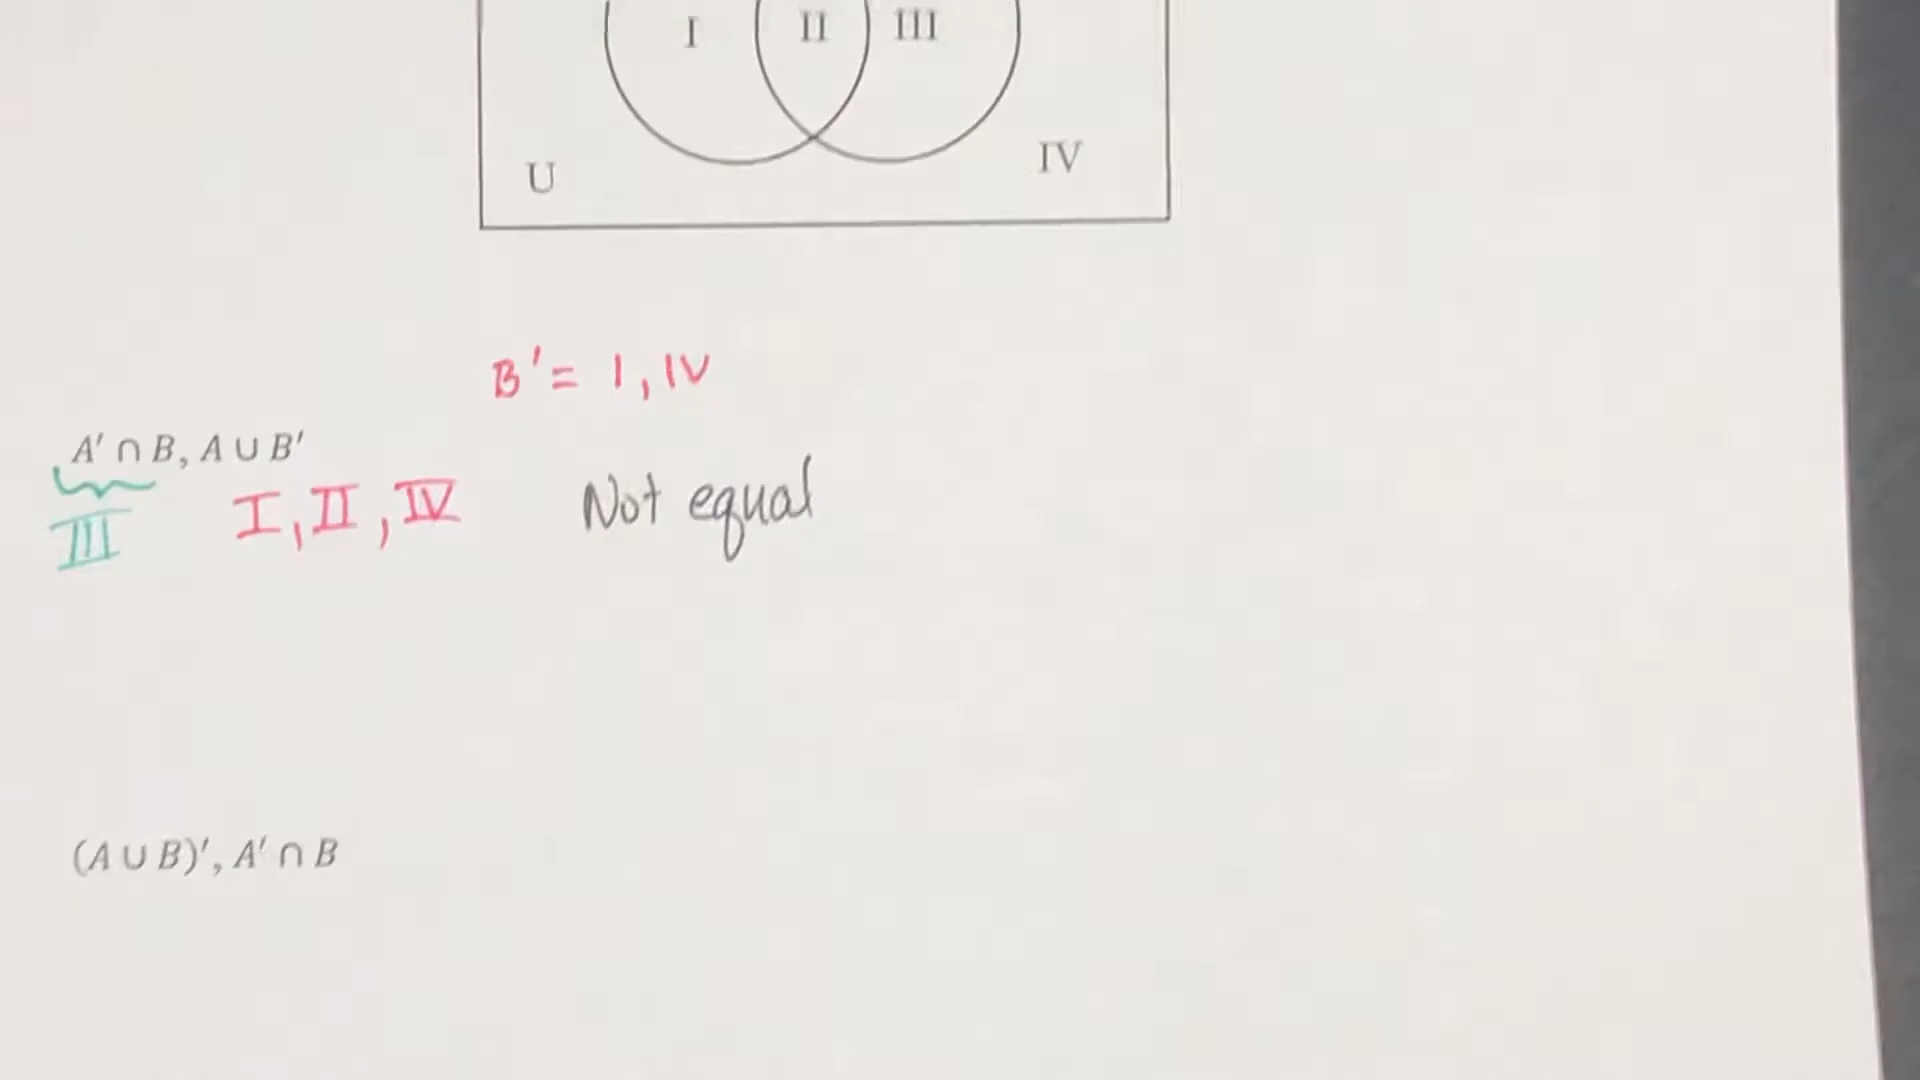 I II III
U IV
B' = I, IV
A' ∩ B, A ∪ B'
III I, II, IV Not equal
(A ∪ B)', A' ∩ B